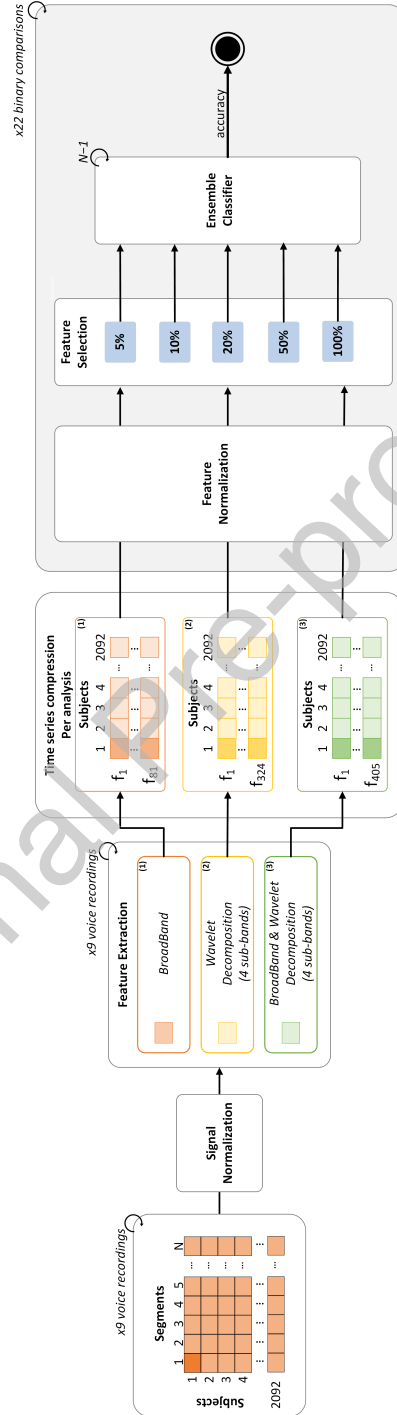 x9 voice recordings
Segments
1 2 3 4 5 ... N
Subjects
1
2
3
4
...
2092
Signal
Normalization
x9 voice recordings
Feature Extraction
(1)
BroadBand
(2)
Wavelet
Decomposition
(4 sub-bands)
(3)
BroadBand & Wavelet
Decomposition
(4 sub-bands)
Time series compression
Per analysis
(1)
Subjects
1 2 3 4 ... 2092
f1
f81
(2)
Subjects
1 2 3 4 ... 2092
f1
f324
(3)
Subjects
1 2 3 4 ... 2092
f1
f405
x22 binary comparisons
Feature
Normalization
Feature
Selection
5%
10%
20%
50%
100%
N−1
Ensemble
Classifier
accuracy
nal Pre-pro